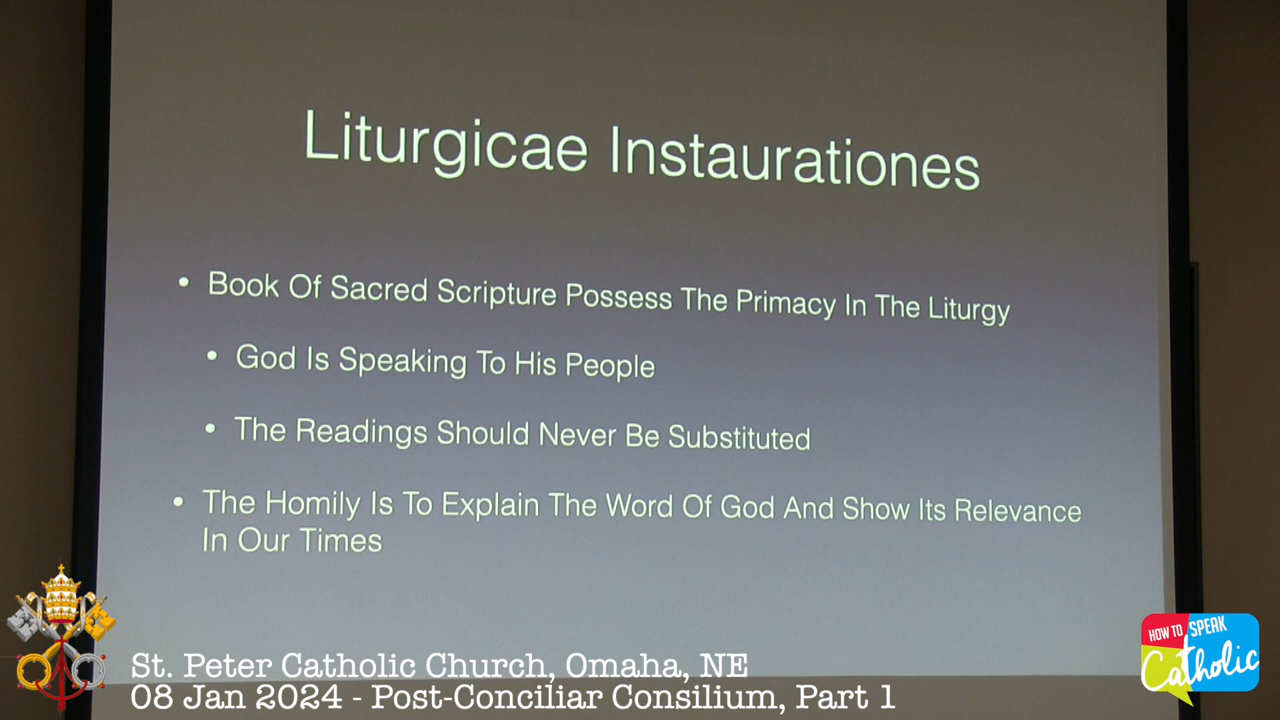 Liturgicae Instaurationes
• Book Of Sacred Scripture Possess The Primacy In The Liturgy
• God Is Speaking To His People
• The Readings Should Never Be Substituted
• The Homily Is To Explain The Word Of God And Show Its Relevance
In Our Times
St. Peter Catholic Church, Omaha, NE
08 Jan 2024 - Post-Conciliar Consilium, Part 1
HOW TO SPEAK
Catholic